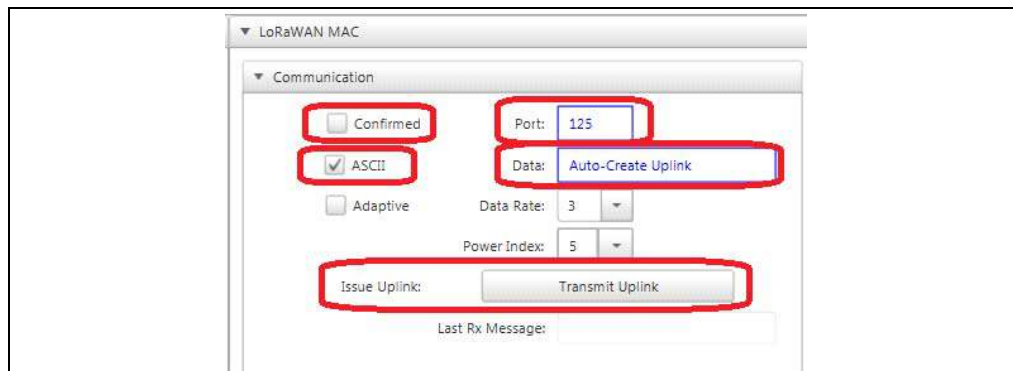 LoRaWAN MAC
Communication
Confirmed Port: 125
ASCII Data: Auto-Create Uplink
Adaptive Data Rate: 3
Power Index: 5
Issue Uplink: Transmit Uplink
Last Rx Message: